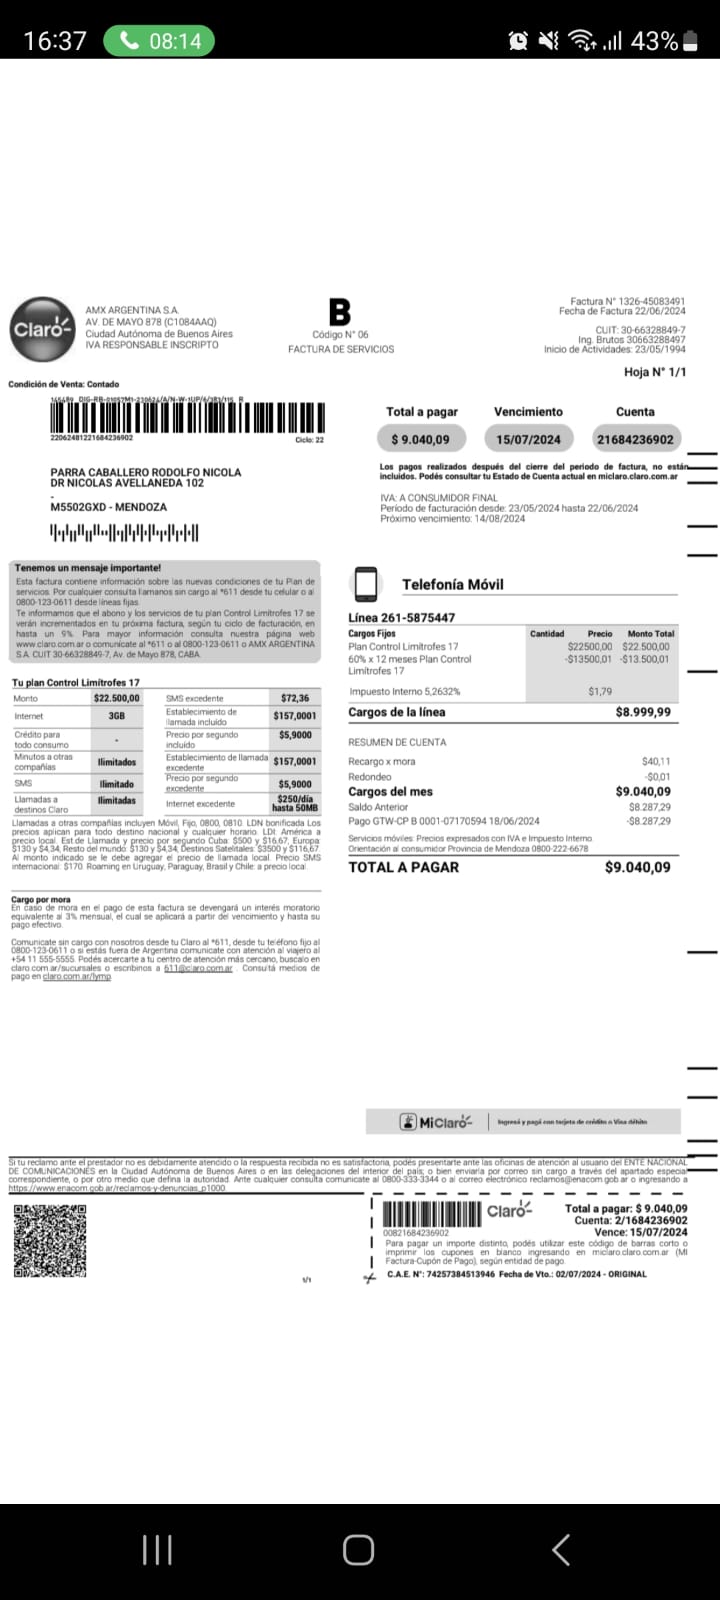 16:37
08:14
43%
Claro-
AMX ARGENTINA S.A.
AV. DE MAYO 878 (C1084AAQ)
Ciudad Autónoma de Buenos Aires
IVA RESPONSABLE INSCRIPTO
B
Código N° 06
FACTURA DE SERVICIOS
Factura N° 1326-45083491
Fecha de Factura 22/06/2024
CUIT: 30-66328849-7
Ing. Brutos 30663288497
Inicio de Actividades: 23/05/1994
Hoja N° 1/1
Condición de Venta: Contado
22062481221684236902
Ciclo: 22
Total a pagar Vencimiento Cuenta
$ 9.040,09 15/07/2024 21684236902
Los pagos realizados después del cierre del periodo de factura, no están
incluidos. Podés consultar tu Estado de Cuenta actual en miclaro.claro.com.ar
PARRA CABALLERO RODOLFO NICOLA
DR NICOLAS AVELLANEDA 102
-
M5502GXD - MENDOZA
IVA: A CONSUMIDOR FINAL
Período de facturación desde: 23/05/2024 hasta 22/06/2024
Próximo vencimiento: 14/08/2024
Tenemos un mensaje importante!
Esta factura contiene información sobre las nuevas condiciones de tu Plan de
servicios. Por cualquier consulta llamanos sin cargo al *611 desde tu celular o al
0800-123-0611 desde líneas fijas.
Te informamos que el abono y los servicios de tu plan Control Limítrofes 17 se
verán incrementados en tu próxima factura, según tu ciclo de facturación, en
hasta un 9%. Para mayor información consulta nuestra página web
www.claro.com.ar o comunicate al *611 o al 0800-123-0611 o AMX ARGENTINA
S.A. CUIT 30-66328849-7, Av. de Mayo 878, CABA.
Tu plan Control Limítrofes 17
Monto $22.500,00 SMS excedente $72,36
Internet 3GB Establecimiento de llamada incluído $157,0001
Crédito para todo consumo - Precio por segundo incluido $5,9000
Minutos a otras compañías Ilimitados Establecimiento de llamada excedente $157,0001
SMS Ilimitado Precio por segundo excedente $5,9000
Llamadas a destinos Claro Ilimitadas Internet excedente $250/día hasta 50MB
Llamadas a otras compañías incluyen Móvil, Fijo, 0800, 0810. LDN bonificada Los
precios aplican para todo destino nacional y cualquier horario. LDI: América a
precio local. Est de Llamada y precio por segundo Cuba: $500 y $16,67, Europa:
$130 y $4,34, Resto del mundo: $130 y $4,34, Destinos Satelitales: $3500 y $116,67.
Al monto indicado se le debe agregar el precio de llamada local. Precio SMS
internacional: $170. Roaming en Uruguay, Paraguay, Brasil y Chile: a precio local.
Cargo por mora
En caso de mora en el pago de esta factura se devengará un interés moratorio
equivalente al 3% mensual, el cual se aplicará a partir del vencimiento y hasta su
pago efectivo.
Comunicate sin cargo con nosotros desde tu Claro al *611, desde tu teléfono fijo al
0800-123-0611 o si estás fuera de Argentina comunicate con atención al viajero al
+54 11 555-5555. Podés acercarte a tu centro de atención más cercano, buscalo en
claro.com.ar/sucursales o escribinos a 611@claro.com.ar . Consultá medios de
pago en claro.com.ar/lymp
Telefonía Móvil
Línea 261-5875447
Cargos Fijos Cantidad Precio Monto Total
Plan Control Limítrofes 17 $22500,00 $22.500,00
60% x 12 meses Plan Control -$13500,01 -$13.500,01
Limítrofes 17
Impuesto Interno 5,2632% $1,79
Cargos de la línea $8.999,99
RESUMEN DE CUENTA
Recargo x mora $40,11
Redondeo -$0,01
Cargos del mes $9.040,09
Saldo Anterior $8.287,29
Pago GTW-CP B 0001-07170594 18/06/2024 -$8.287,29
Servicios móviles: Precios expresados con IVA e Impuesto Interno.
Orientación al consumidor Provincia de Mendoza 0800-222-6678
TOTAL A PAGAR $9.040,09
MiClaro- Ingresá y pagá con tarjeta de crédito o Visa débito
Si tu reclamo ante el prestador no es debidamente atendido o la respuesta recibida no es satisfactoria, podés presentarte ante las oficinas de atención al usuario del ENTE NACIONAL
DE COMUNICACIONES en la Ciudad Autónoma de Buenos Aires o en las delegaciones del interior del país; o bien enviarla por correo sin cargo a través del apartado especial
correspondiente, o por otro medio que defina la autoridad. Ante cualquier consulta comunicate al 0800-333-3344 o al correo electrónico reclamos@enacom.gob.ar o ingresando a
https://www.enacom.gob.ar/reclamos-y-denuncias_p1000.
Claro-
00821684236902
Total a pagar: $ 9.040,09
Cuenta: 2/1684236902
Vence: 15/07/2024
Para pagar un importe distinto, podés utilizar este código de barras corto o
imprimir los cupones en blanco ingresando en miclaro.claro.com.ar (MI
Factura-Cupón de Pago), según entidad de pago.
C.A.E. N°: 74257384513946 Fecha de Vto.: 02/07/2024 - ORIGINAL
1/1